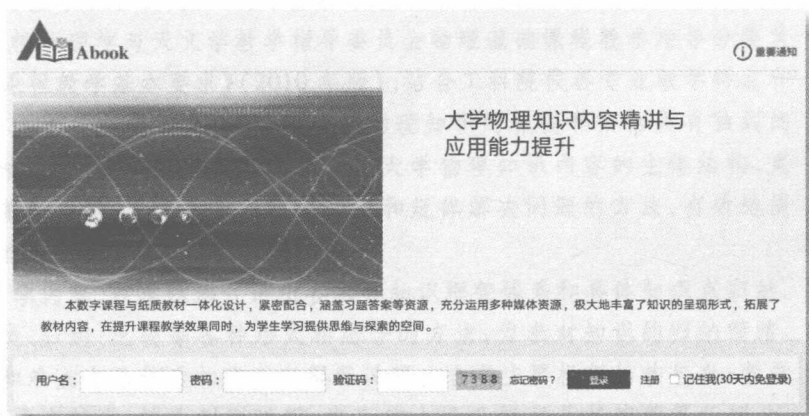 Abook
重要通知
大学物理知识内容精讲与
应用能力提升
本数字课程与纸质教材一体化设计，紧密配合，涵盖习题答案等资源，充分运用多种媒体资源，极大地丰富了知识的呈现形式，拓展了
教材内容，在提升课程教学效果同时，为学生学习提供思维与探索的空间。
用户名： 密码： 验证码： 7388 忘记密码？ 登录 注册 记住我(30天内免登录)